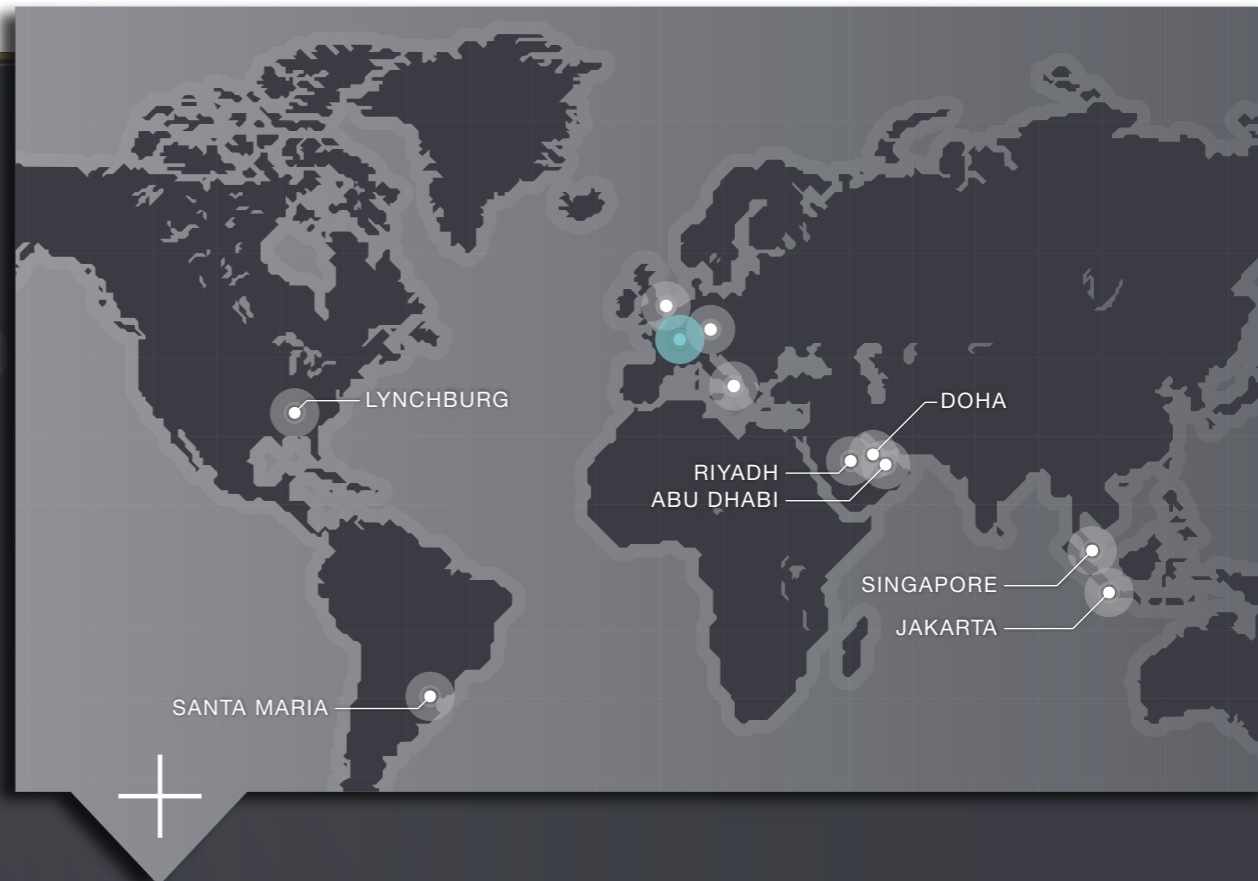 LYNCHBURG
DOHA
RIYADH
ABU DHABI
SINGAPORE
JAKARTA
SANTA MARIA